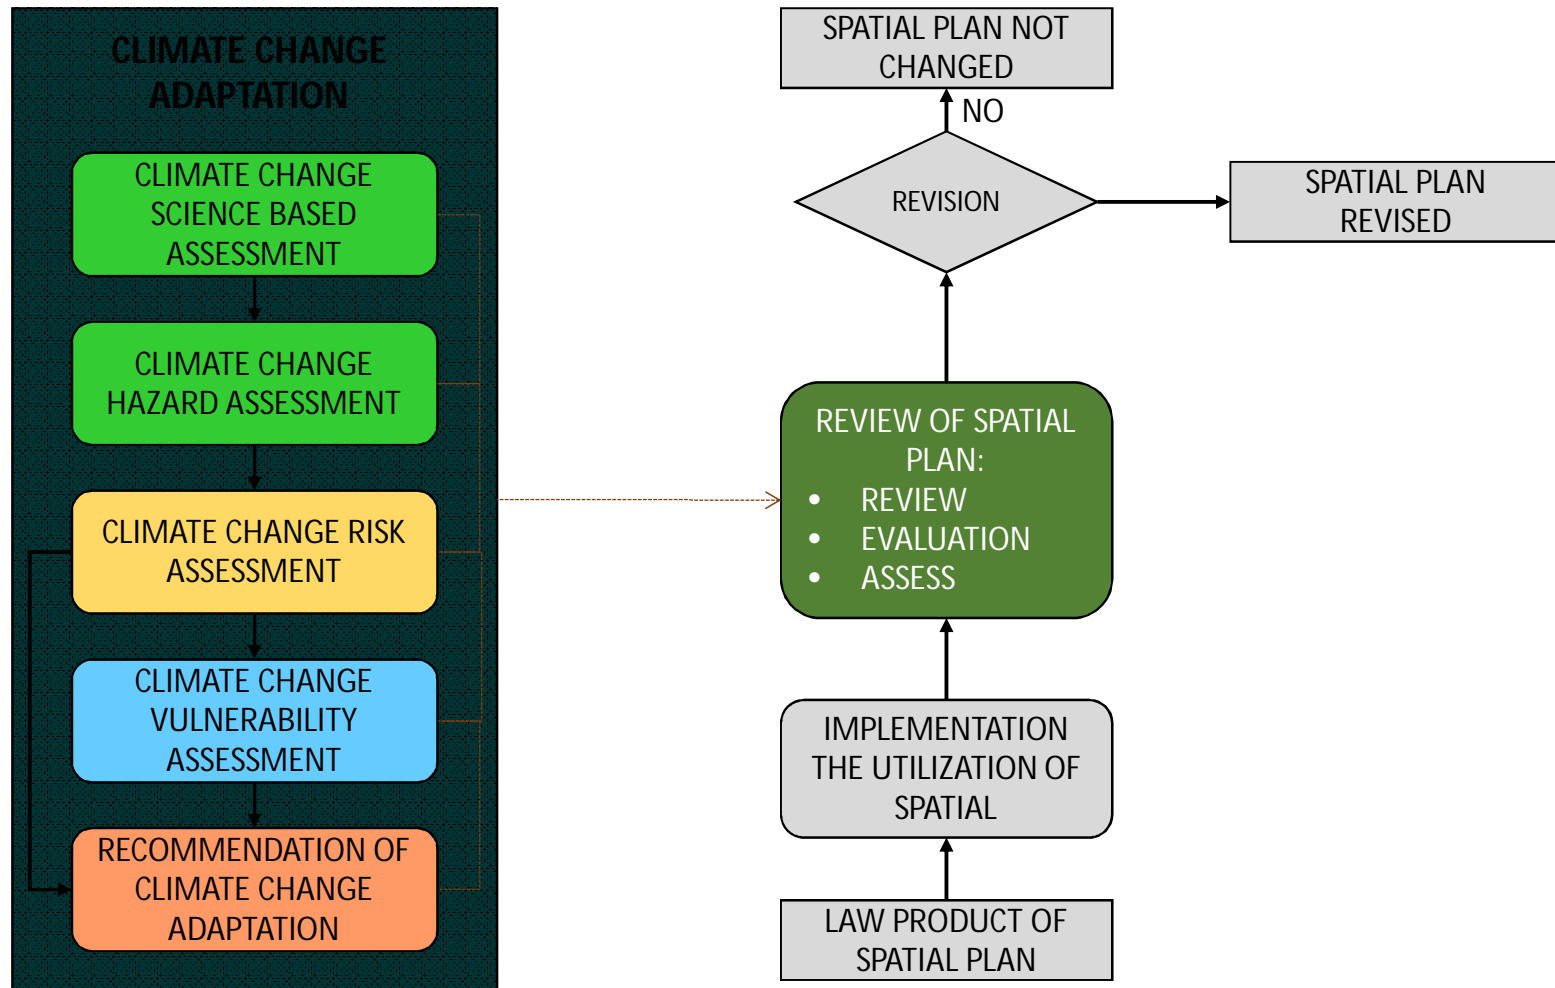 CLIMATE CHANGE
ADAPTATION
CLIMATE CHANGE
SCIENCE BASED
ASSESSMENT
CLIMATE CHANGE
HAZARD ASSESSMENT
CLIMATE CHANGE RISK
ASSESSMENT
CLIMATE CHANGE
VULNERABILITY
ASSESSMENT
RECOMMENDATION OF
CLIMATE CHANGE
ADAPTATION
SPATIAL PLAN NOT
CHANGED
NO
REVISION
SPATIAL PLAN
REVISED
REVIEW OF SPATIAL
PLAN:
• REVIEW
• EVALUATION
• ASSESS
IMPLEMENTATION
THE UTILIZATION OF
SPATIAL
LAW PRODUCT OF
SPATIAL PLAN